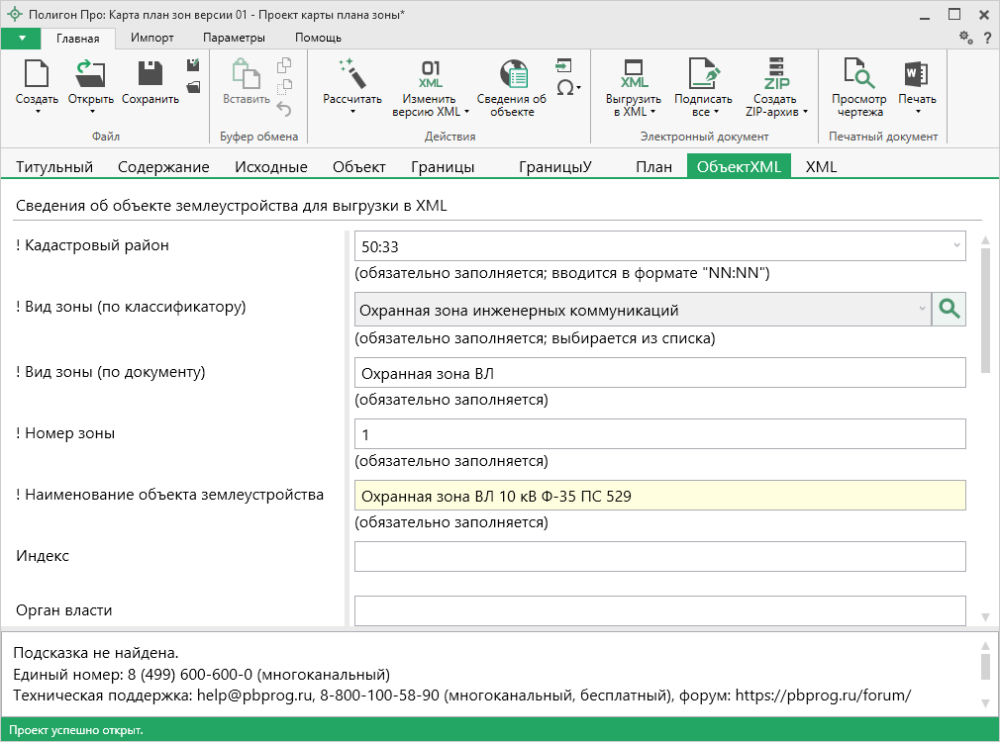 Полигон Про: Карта план зон версии 01 - Проект карты плана зоны*
Главная Импорт Параметры Помощь ?
Создать Открыть Сохранить Вставить Рассчитать 01 XML Изменить версию XML Сведения об объекте Ω XML Выгрузить в XML Подписать все ZIP Создать ZIP-архив Просмотр чертежа W Печать
Файл Буфер обмена Действия Электронный документ Печатный документ
Титульный Содержание Исходные Объект Границы ГраницыУ План ОбъектXML XML
Сведения об объекте землеустройства для выгрузки в XML
! Кадастровый район 50:33
(обязательно заполняется; вводится в формате "NN:NN")
! Вид зоны (по классификатору) Охранная зона инженерных коммуникаций
(обязательно заполняется; выбирается из списка)
! Вид зоны (по документу) Охранная зона ВЛ
(обязательно заполняется)
! Номер зоны 1
(обязательно заполняется)
! Наименование объекта землеустройства Охранная зона ВЛ 10 кВ Ф-35 ПС 529
(обязательно заполняется)
Индекс
Орган власти
Подсказка не найдена.
Единый номер: 8 (499) 600-600-0 (многоканальный)
Техническая поддержка: help@pbprog.ru, 8-800-100-58-90 (многоканальный, бесплатный), форум: https://pbprog.ru/forum/
Проект успешно открыт.